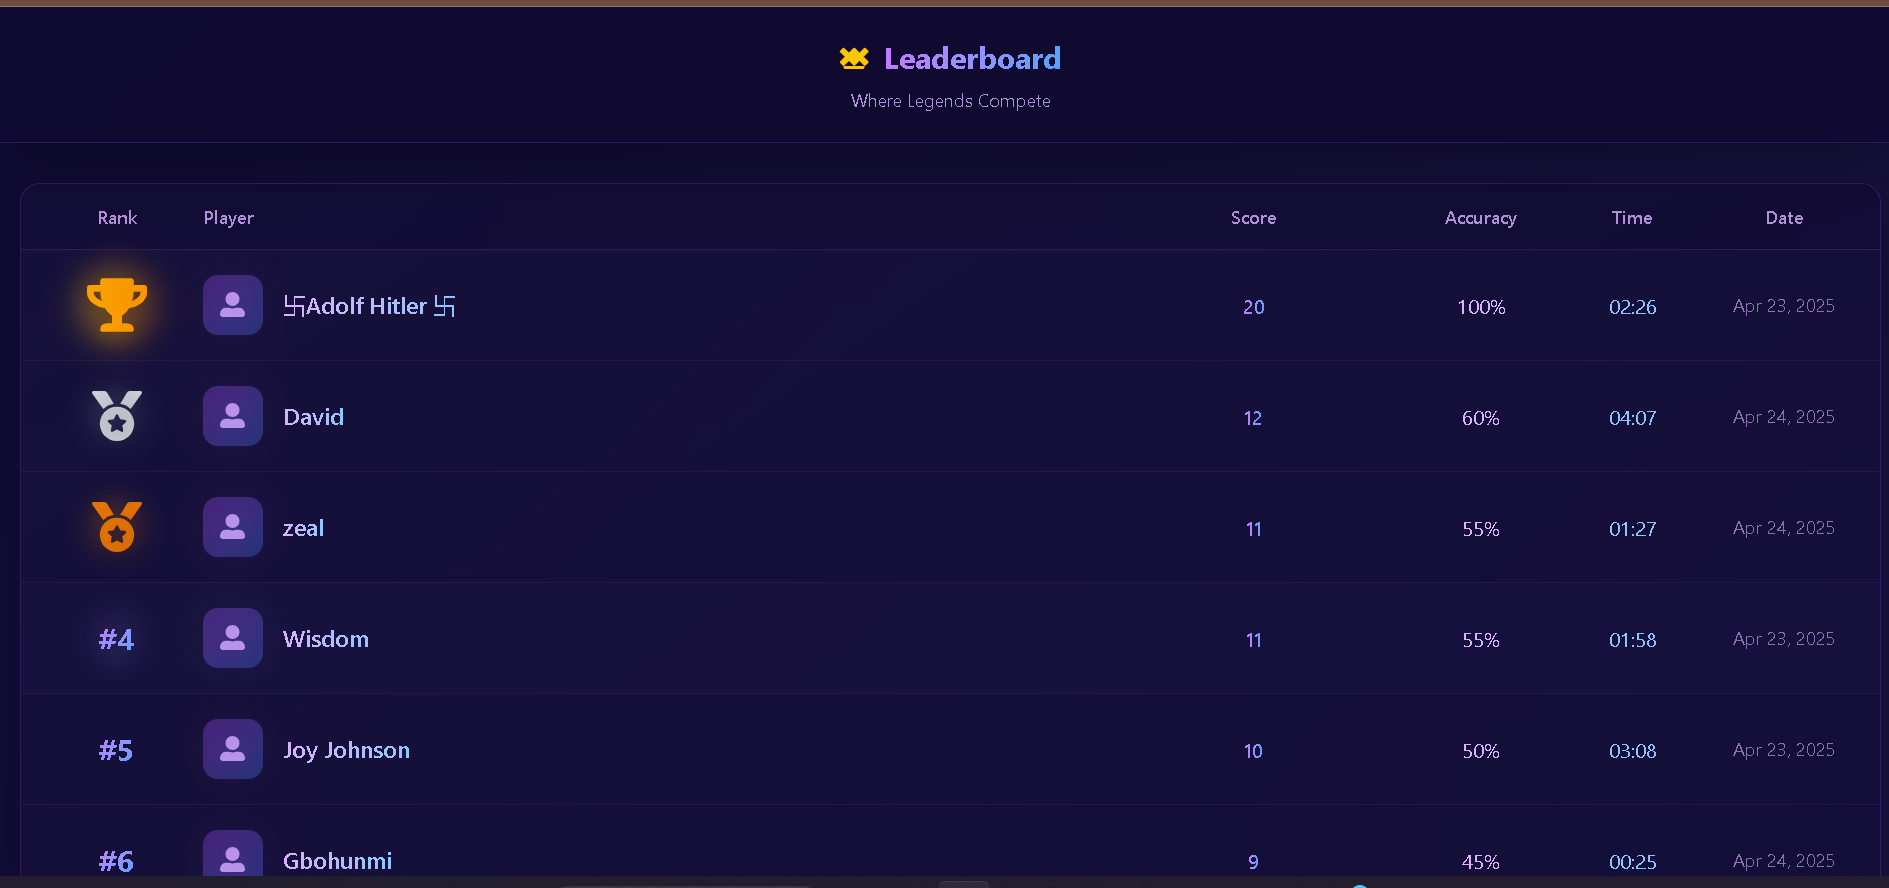 Leaderboard
Where Legends Compete
Rank Player Score Accuracy Time Date
卐Adolf Hitler 卐 20 100% 02:26 Apr 23, 2025
David 12 60% 04:07 Apr 24, 2025
zeal 11 55% 01:27 Apr 24, 2025
#4 Wisdom 11 55% 01:58 Apr 23, 2025
#5 Joy Johnson 10 50% 03:08 Apr 23, 2025
#6 Gbohunmi 9 45% 00:25 Apr 24, 2025